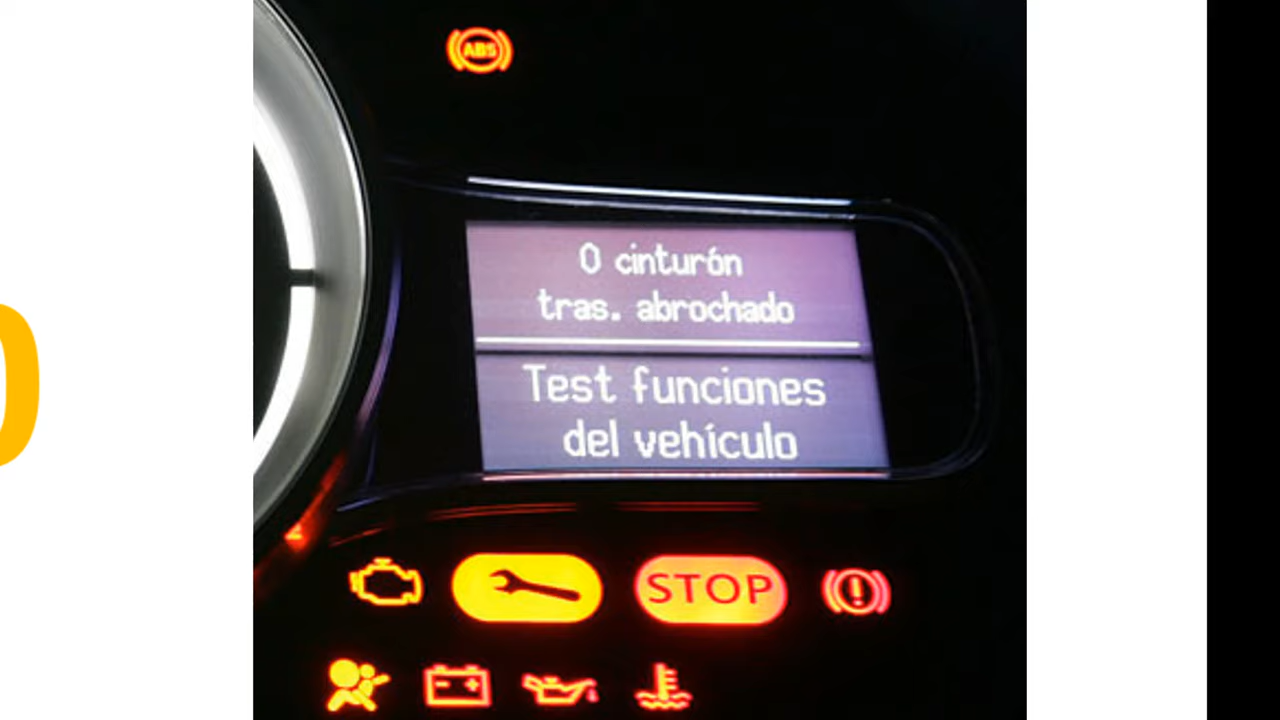 ABS
0 cinturón
tras. abrochado
Test funciones
del vehículo
STOP